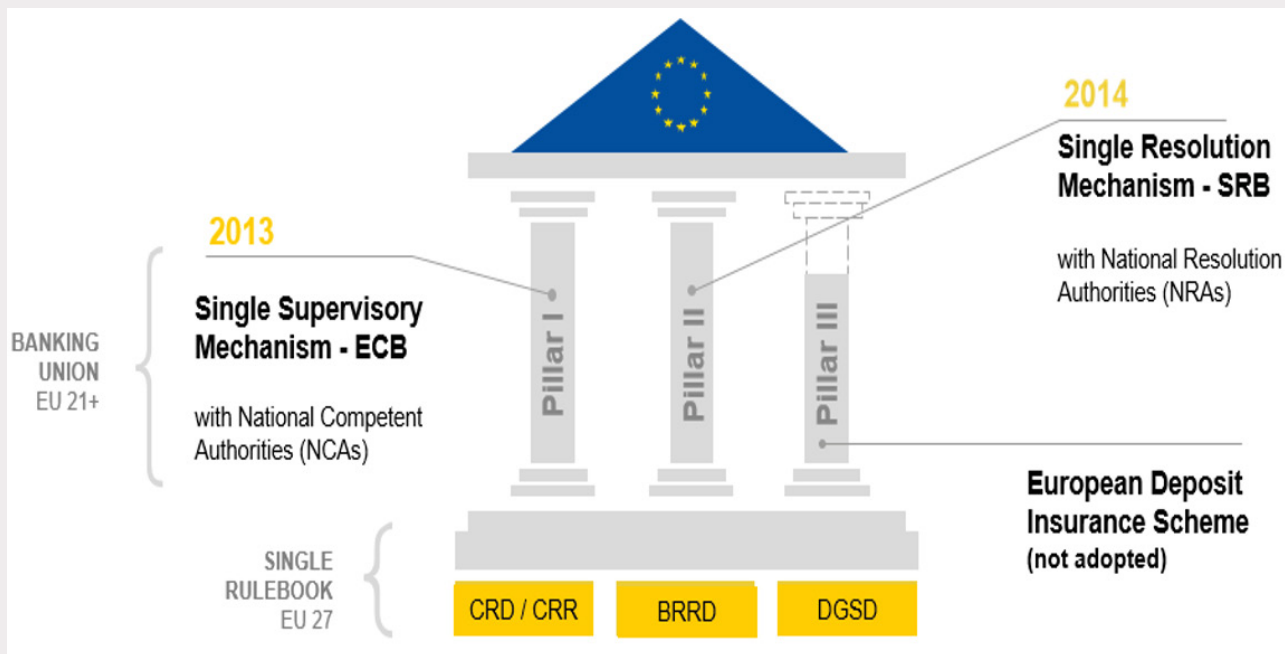 2013
Single Supervisory
Mechanism - ECB
with National Competent
Authorities (NCAs)
BANKING
UNION
EU 21+
Pillar I
Pillar II
Pillar III
2014
Single Resolution
Mechanism - SRB
with National Resolution
Authorities (NRAs)
European Deposit
Insurance Scheme
(not adopted)
SINGLE
RULEBOOK
EU 27
CRD / CRR
BRRD
DGSD